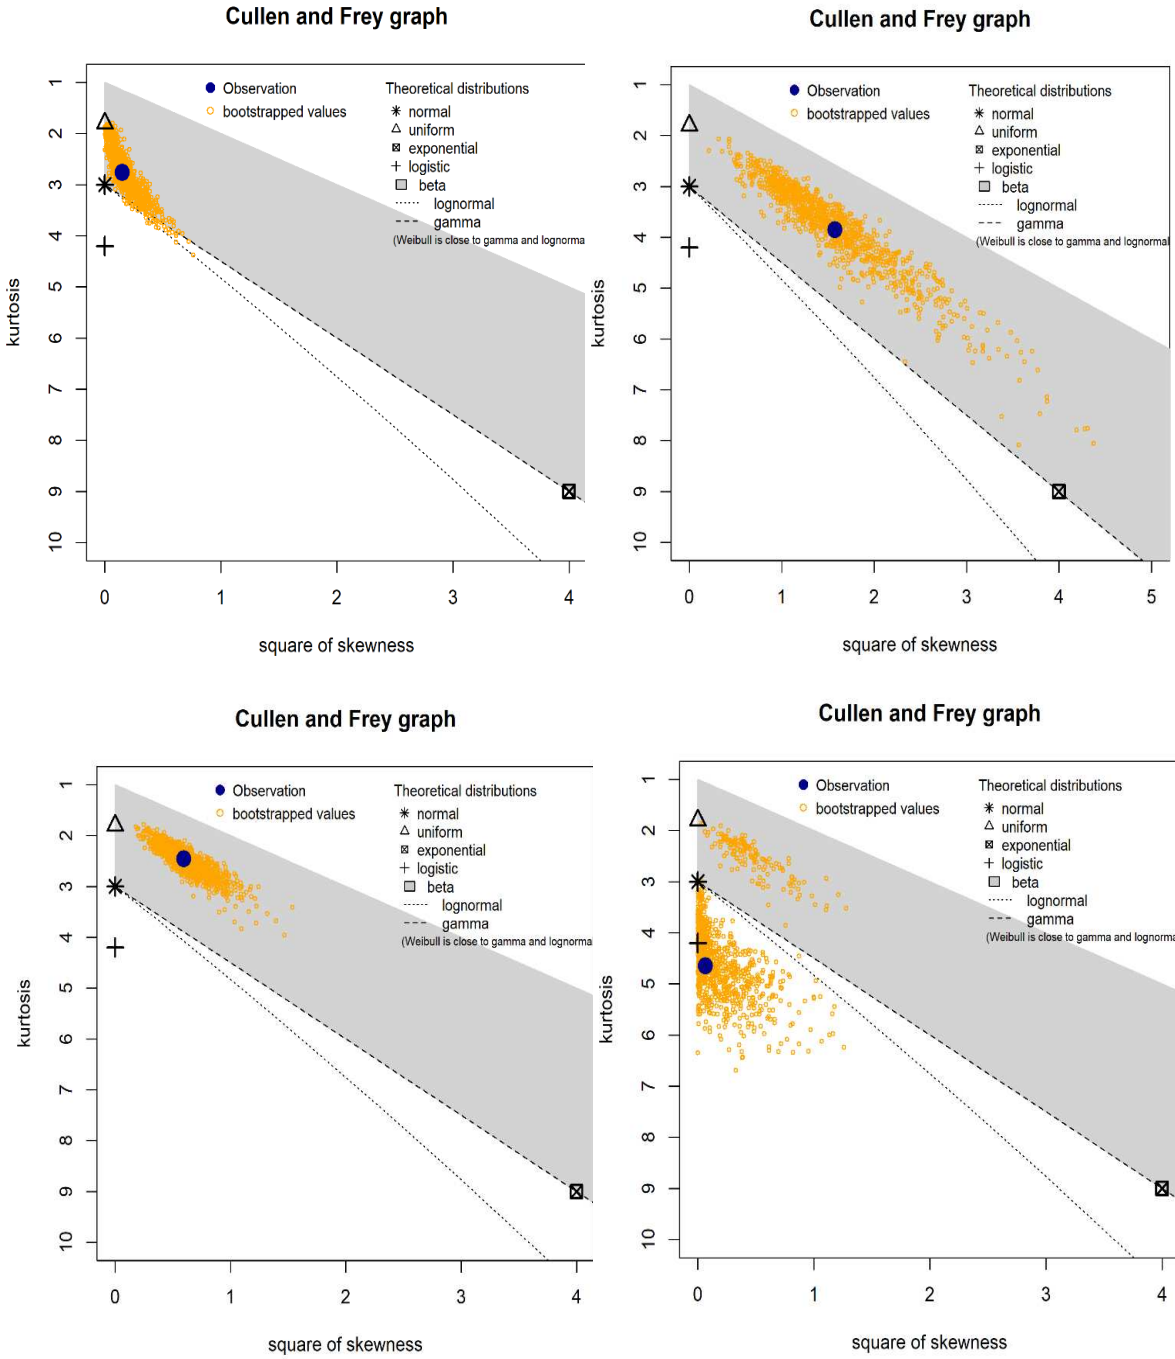 Cullen and Frey graph
Observation
bootstrapped values
Theoretical distributions
normal
uniform
exponential
logistic
beta
lognormal
gamma
(Weibull is close to gamma and lognorma
kurtosis
1
2
3
4
5
6
7
8
9
10
0 1 2 3 4
square of skewness
Cullen and Frey graph
Observation
bootstrapped values
Theoretical distributions
normal
uniform
exponential
logistic
beta
lognormal
gamma
(Weibull is close to gamma and lognormal
kurtosis
1
2
3
4
5
6
7
8
9
10
0 1 2 3 4 5
square of skewness
Cullen and Frey graph
Observation
bootstrapped values
Theoretical distributions
normal
uniform
exponential
logistic
beta
lognormal
gamma
(Weibull is close to gamma and lognorma
kurtosis
1
2
3
4
5
6
7
8
9
10
0 1 2 3 4
square of skewness
Cullen and Frey graph
Observation
bootstrapped values
Theoretical distributions
normal
uniform
exponential
logistic
beta
lognormal
gamma
(Weibull is close to gamma and lognorma
kurtosis
1
2
3
4
5
6
7
8
9
10
0 1 2 3 4
square of skewness